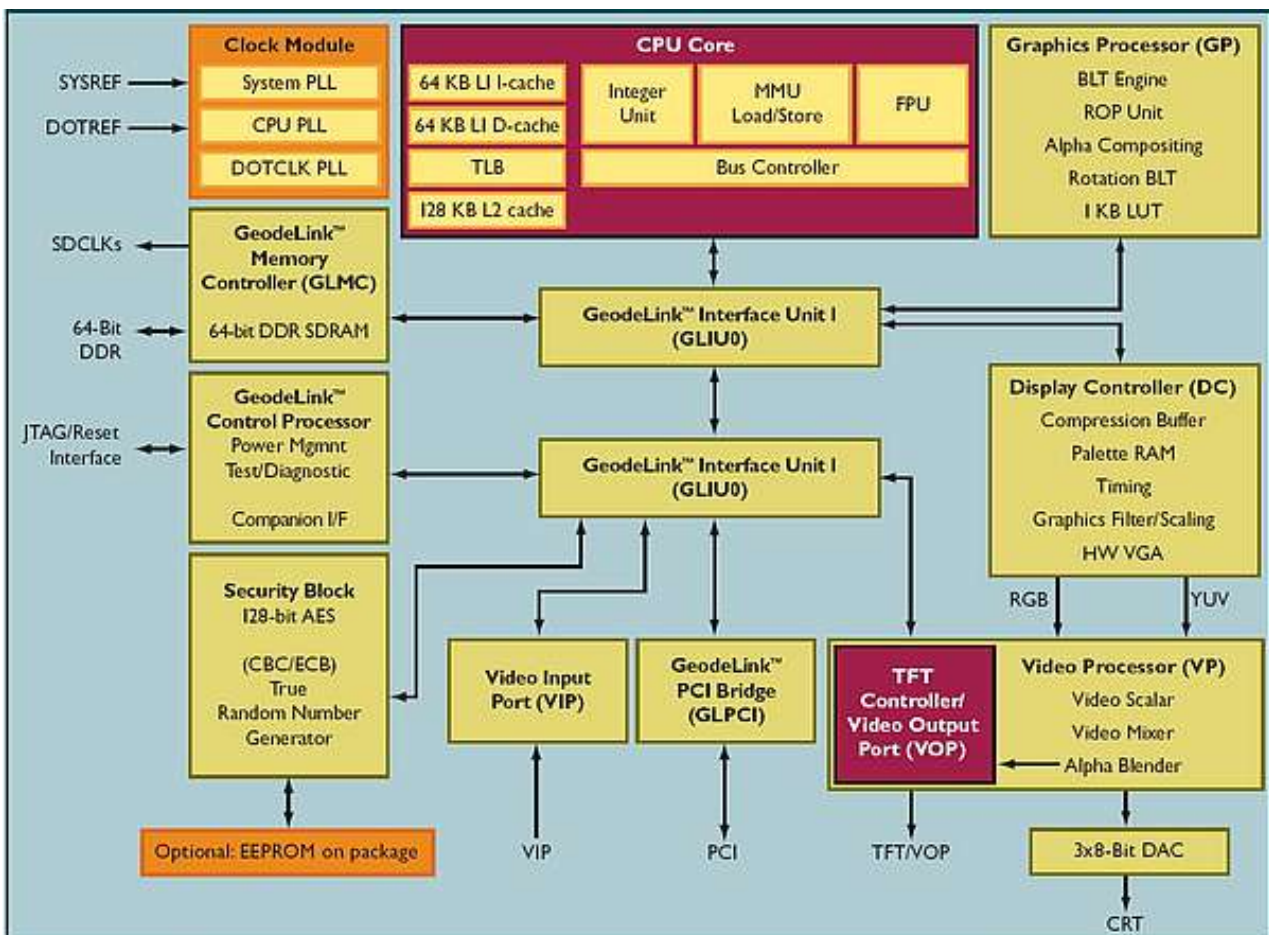 Clock Module
System PLL
CPU PLL
DOTCLK PLL
SYSREF
DOTREF
CPU Core
64 KB L1 I-cache
64 KB L1 D-cache
TLB
128 KB L2 cache
Integer
Unit
MMU
Load/Store
FPU
Bus Controller
Graphics Processor (GP)
BLT Engine
ROP Unit
Alpha Compositing
Rotation BLT
1 KB LUT
SDCLKs
64-Bit
DDR
GeodeLink™
Memory
Controller (GLMC)
64-bit DDR SDRAM
GeodeLink™ Interface Unit 1
(GLIU0)
JTAG/Reset
Interface
GeodeLink™
Control Processor
Power Mgmnt
Test/Diagnostic
Companion I/F
GeodeLink™ Interface Unit 1
(GLIU0)
Display Controller (DC)
Compression Buffer
Palette RAM
Timing
Graphics Filter/Scaling
HW VGA
RGB
YUV
Security Block
128-bit AES
(CBC/ECB)
True
Random Number
Generator
Video Input
Port (VIP)
GeodeLink™
PCI Bridge
(GLPCI)
TFT
Controller/
Video Output
Port (VOP)
Video Processor (VP)
Video Scalar
Video Mixer
Alpha Blender
Optional: EEPROM on package
VIP
PCI
TFT/VOP
3x8-Bit DAC
CRT